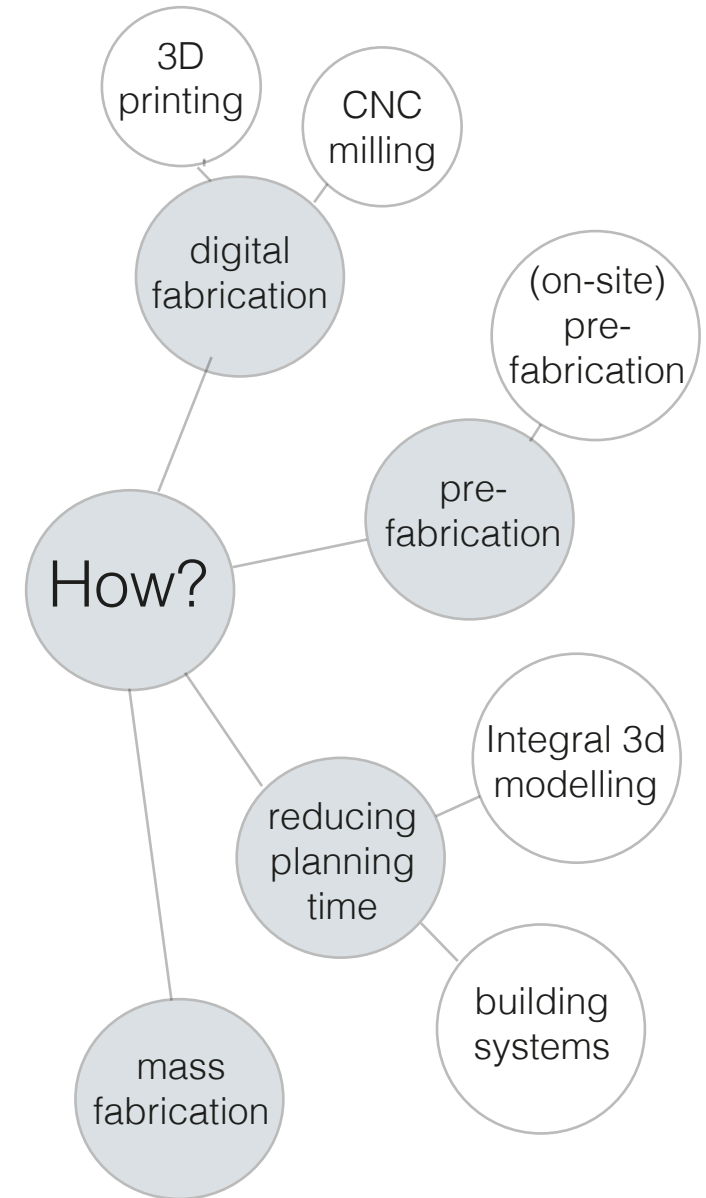 3D
printing
CNC
milling
digital
fabrication
(on-site)
pre-
fabrication
pre-
fabrication
How?
Integral 3d
modelling
reducing
planning
time
building
systems
mass
fabrication